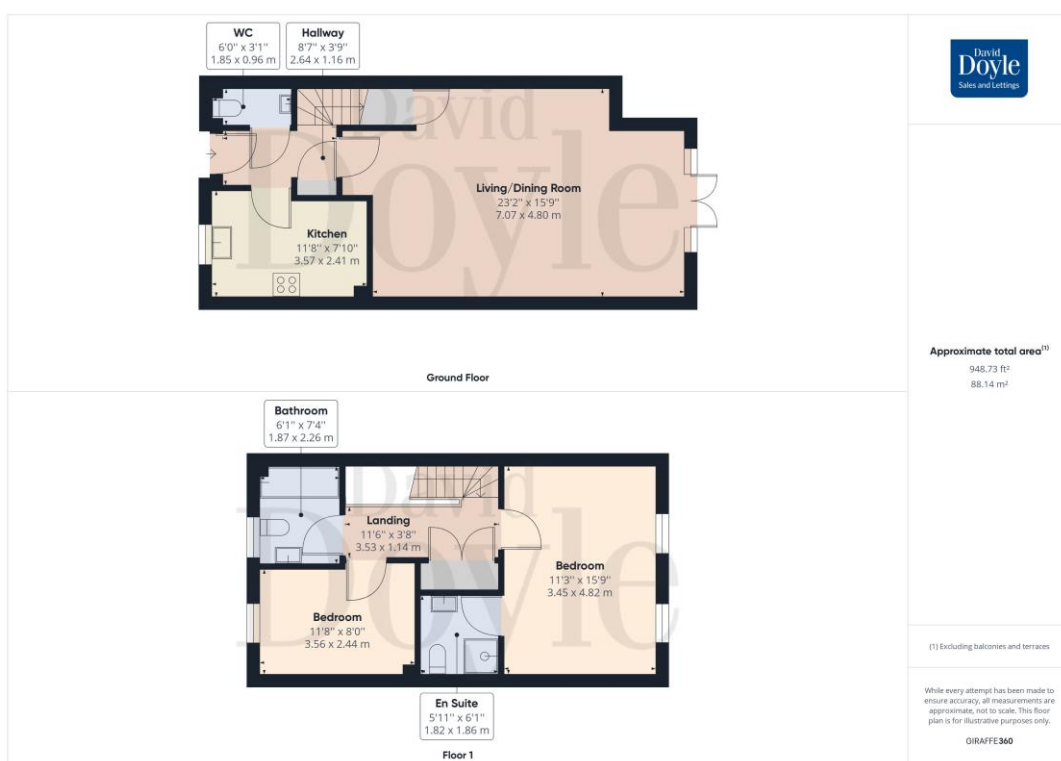 WC
6'0" x 3'1"
1.85 x 0.96 m
Hallway
8'7" x 3'9"
2.64 x 1.16 m
David
Doyle
Living/Dining Room
23'2" x 15'9"
7.07 x 4.80 m
Kitchen
11'8" x 7'10"
3.57 x 2.41 m
Ground Floor
Bathroom
6'1" x 7'4"
1.87 x 2.26 m
David
Doyle
Landing
11'6" x 3'8"
3.53 x 1.14 m
Bedroom
11'3" x 15'9"
3.45 x 4.82 m
Bedroom
11'8" x 8'0"
3.56 x 2.44 m
En Suite
5'11" x 6'1"
1.82 x 1.86 m
Floor 1
David
Doyle
Sales and Lettings
Approximate total area(1)
948.73 ft²
88.14 m²
(1) Excluding balconies and terraces
While every attempt has been made to
ensure accuracy, all measurements are
approximate, not to scale. This floor
plan is for illustrative purposes only.
GIRAFFE360